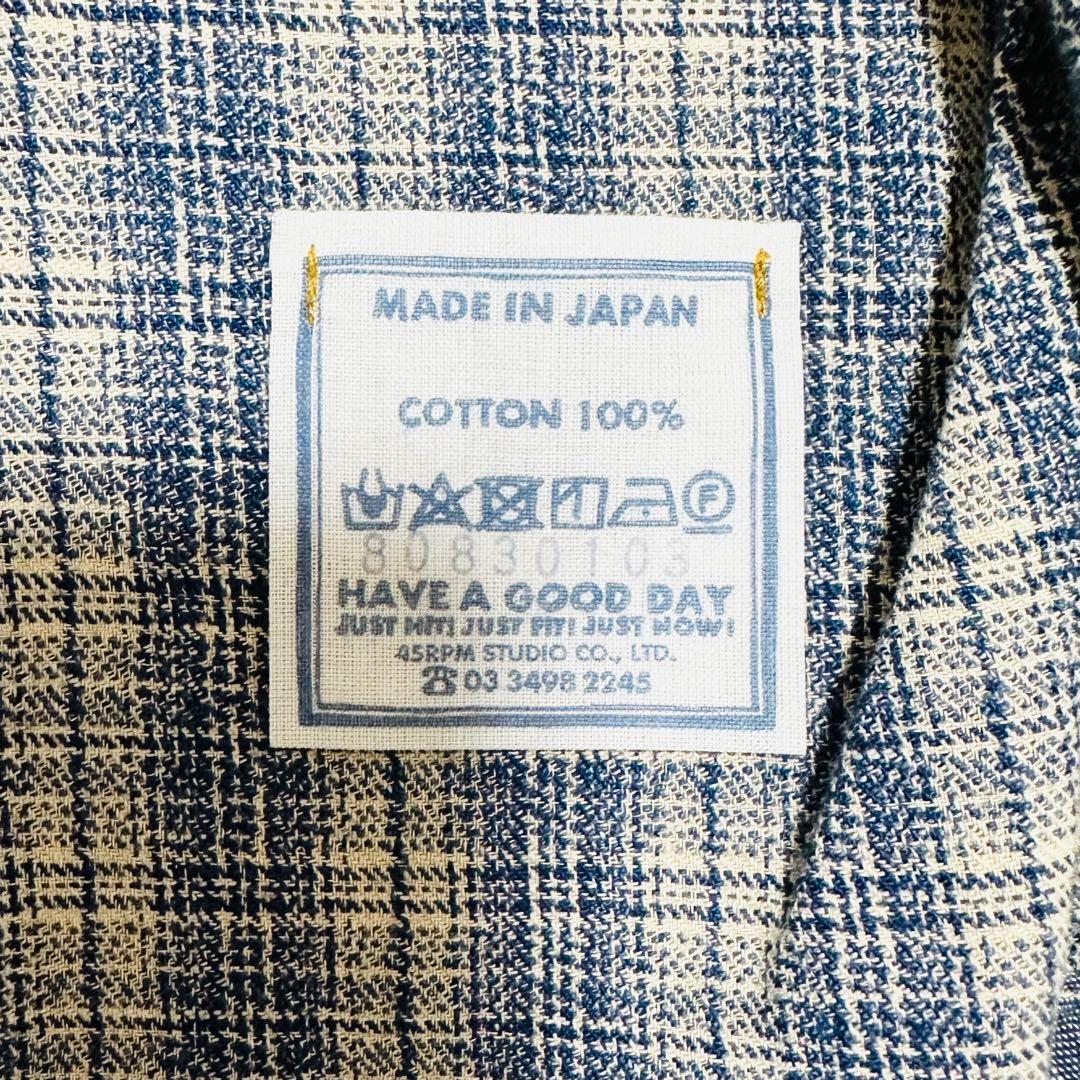 MADE IN JAPAN
COTTON 100%
F
80830103
HAVE A GOOD DAY
JUST HIT! JUST FIT! JUST NOW!
45RPM STUDIO CO., LTD.
☎ 03 3498 2245